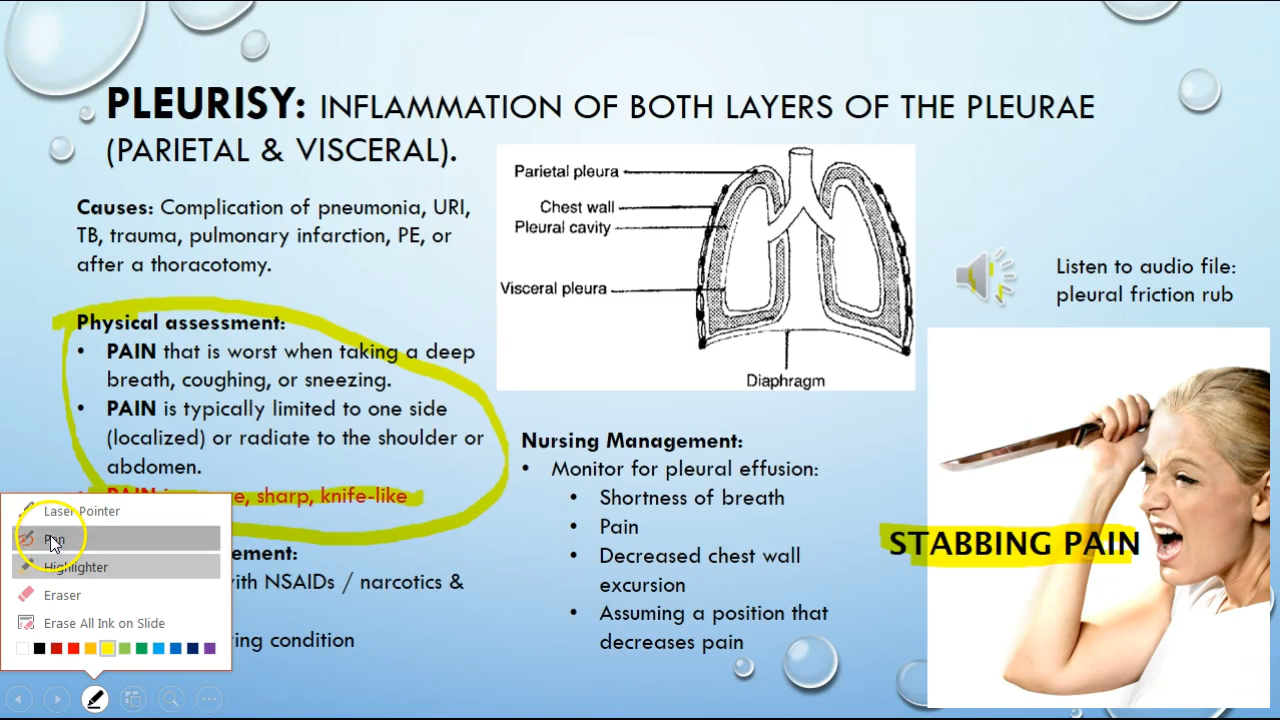 PLEURISY: INFLAMMATION OF BOTH LAYERS OF THE PLEURAE
(PARIETAL & VISCERAL).
Causes: Complication of pneumonia, URI,
TB, trauma, pulmonary infarction, PE, or
after a thoracotomy.
Physical assessment:
• PAIN that is worst when taking a deep
breath, coughing, or sneezing.
• PAIN is typically limited to one side
(localized) or radiate to the shoulder or
abdomen.
sharp, knife-like
Laser Pointer
Pen
Highlighter
Eraser
Erase All Ink on Slide
with NSAIDs / narcotics &
condition
Parietal pleura
Chest wall
Pleural cavity
Visceral pleura
Diaphragm
Nursing Management:
• Monitor for pleural effusion:
• Shortness of breath
• Pain
• Decreased chest wall
excursion
• Assuming a position that
decreases pain
Listen to audio file:
pleural friction rub
STABBING PAIN